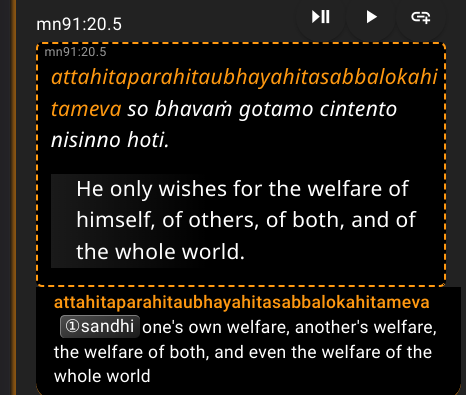 mn91:20.5
mn91:20.5
attahitaparahitaubhayahitasabbalokahi
tameva so bhavaṁ gotamo cintento
nisinno hoti.
He only wishes for the welfare of
himself, of others, of both, and of
the whole world.
attahitaparahitaubhayahitasabbalokahitameva
①sandhi one's own welfare, another's welfare,
the welfare of both, and even the welfare of the
whole world